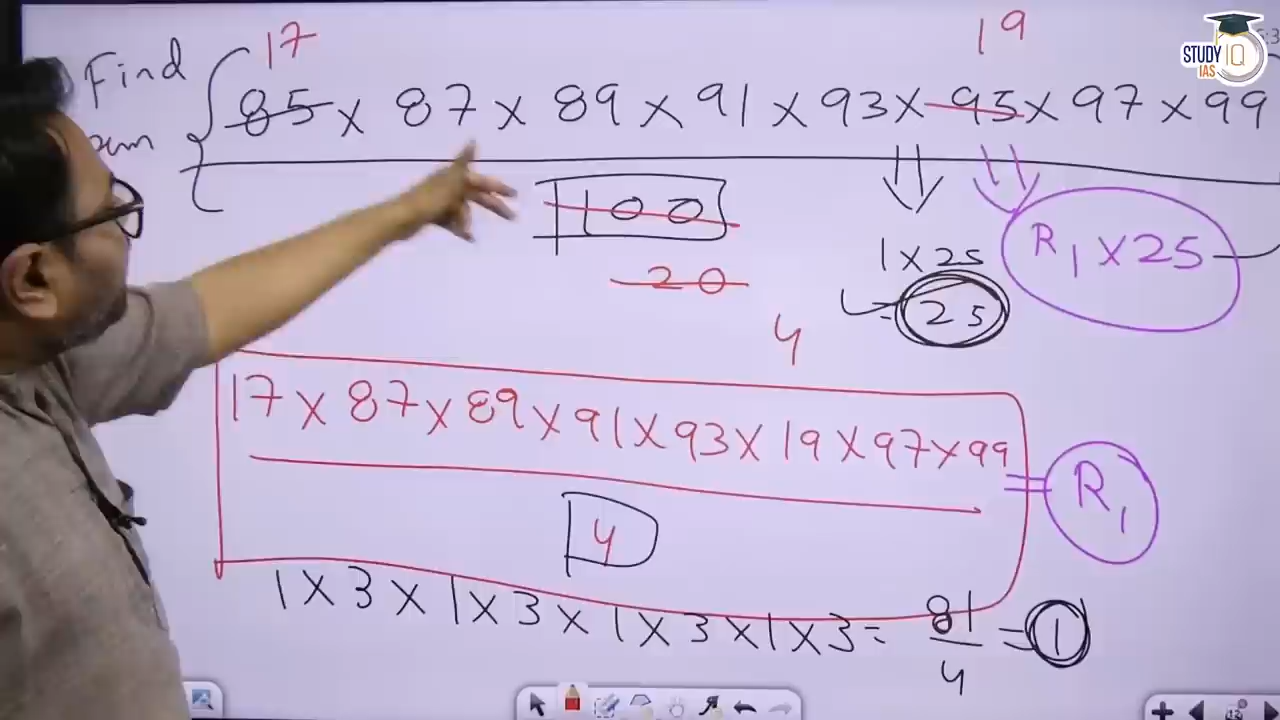 17 19
Find 85 x 87 x 89 x 91 x 93 x 95 x 97 x 99
100
20
1 x 25
= 25
R1 x 25
4
17 x 87 x 89 x 91 x 93 x 19 x 97 x 99
4
= R1
1 x 3 x 1 x 3 x 1 x 3 x 1 x 3 = 81/4 = 1
STUDY IQ
IAS